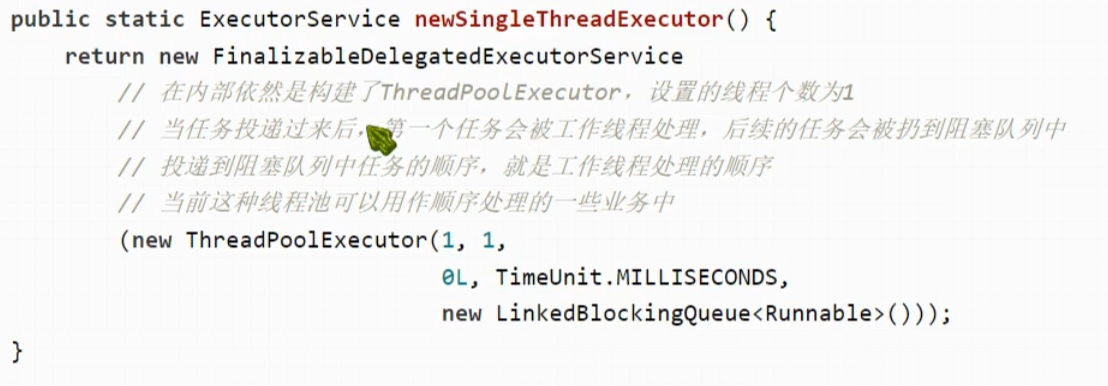 public static ExecutorService newSingleThreadExecutor() {
return new FinalizableDelegatedExecutorService
// 在内部依然是构建了ThreadPoolExecutor，设置的线程个数为1
// 当任务投递过来后，第一个任务会被工作线程处理，后续的任务会被扔到阻塞队列中
// 投递到阻塞队列中任务的顺序，就是工作线程处理的顺序
// 当前这种线程池可以用作顺序处理的一些业务中
(new ThreadPoolExecutor(1, 1,
0L, TimeUnit.MILLISECONDS,
new LinkedBlockingQueue<Runnable>()));
}